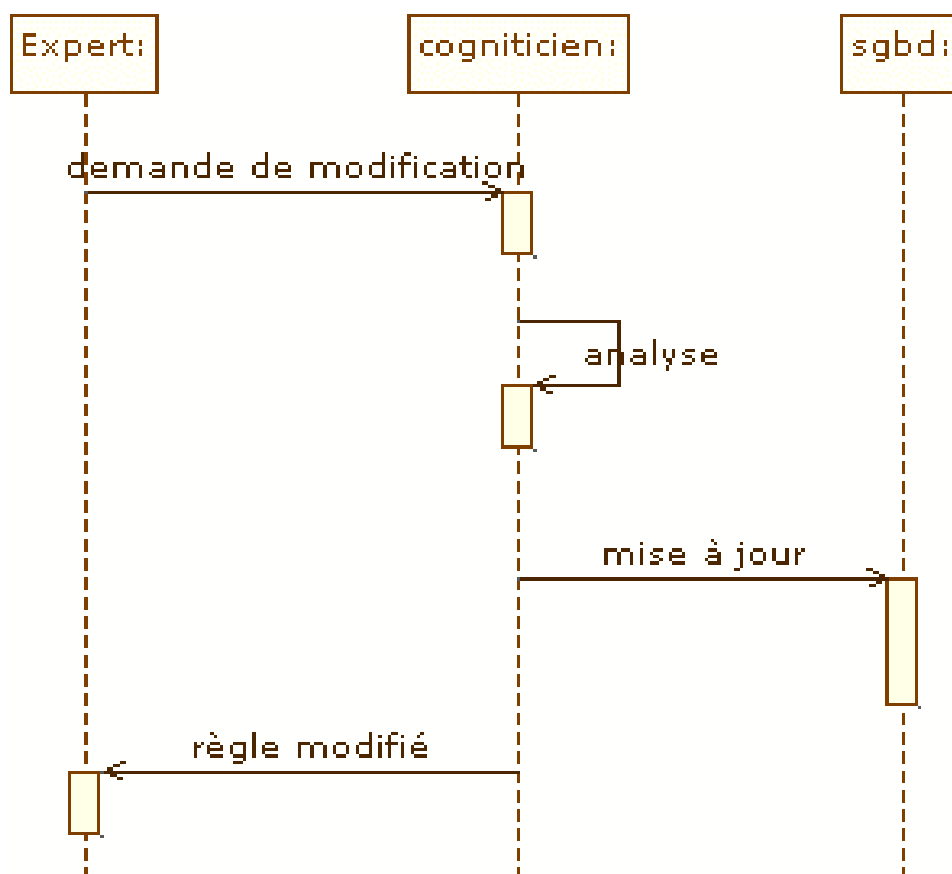 Expert:
cogniticien:
sgbd:
demande de modification
analyse
mise à jour
règle modifié